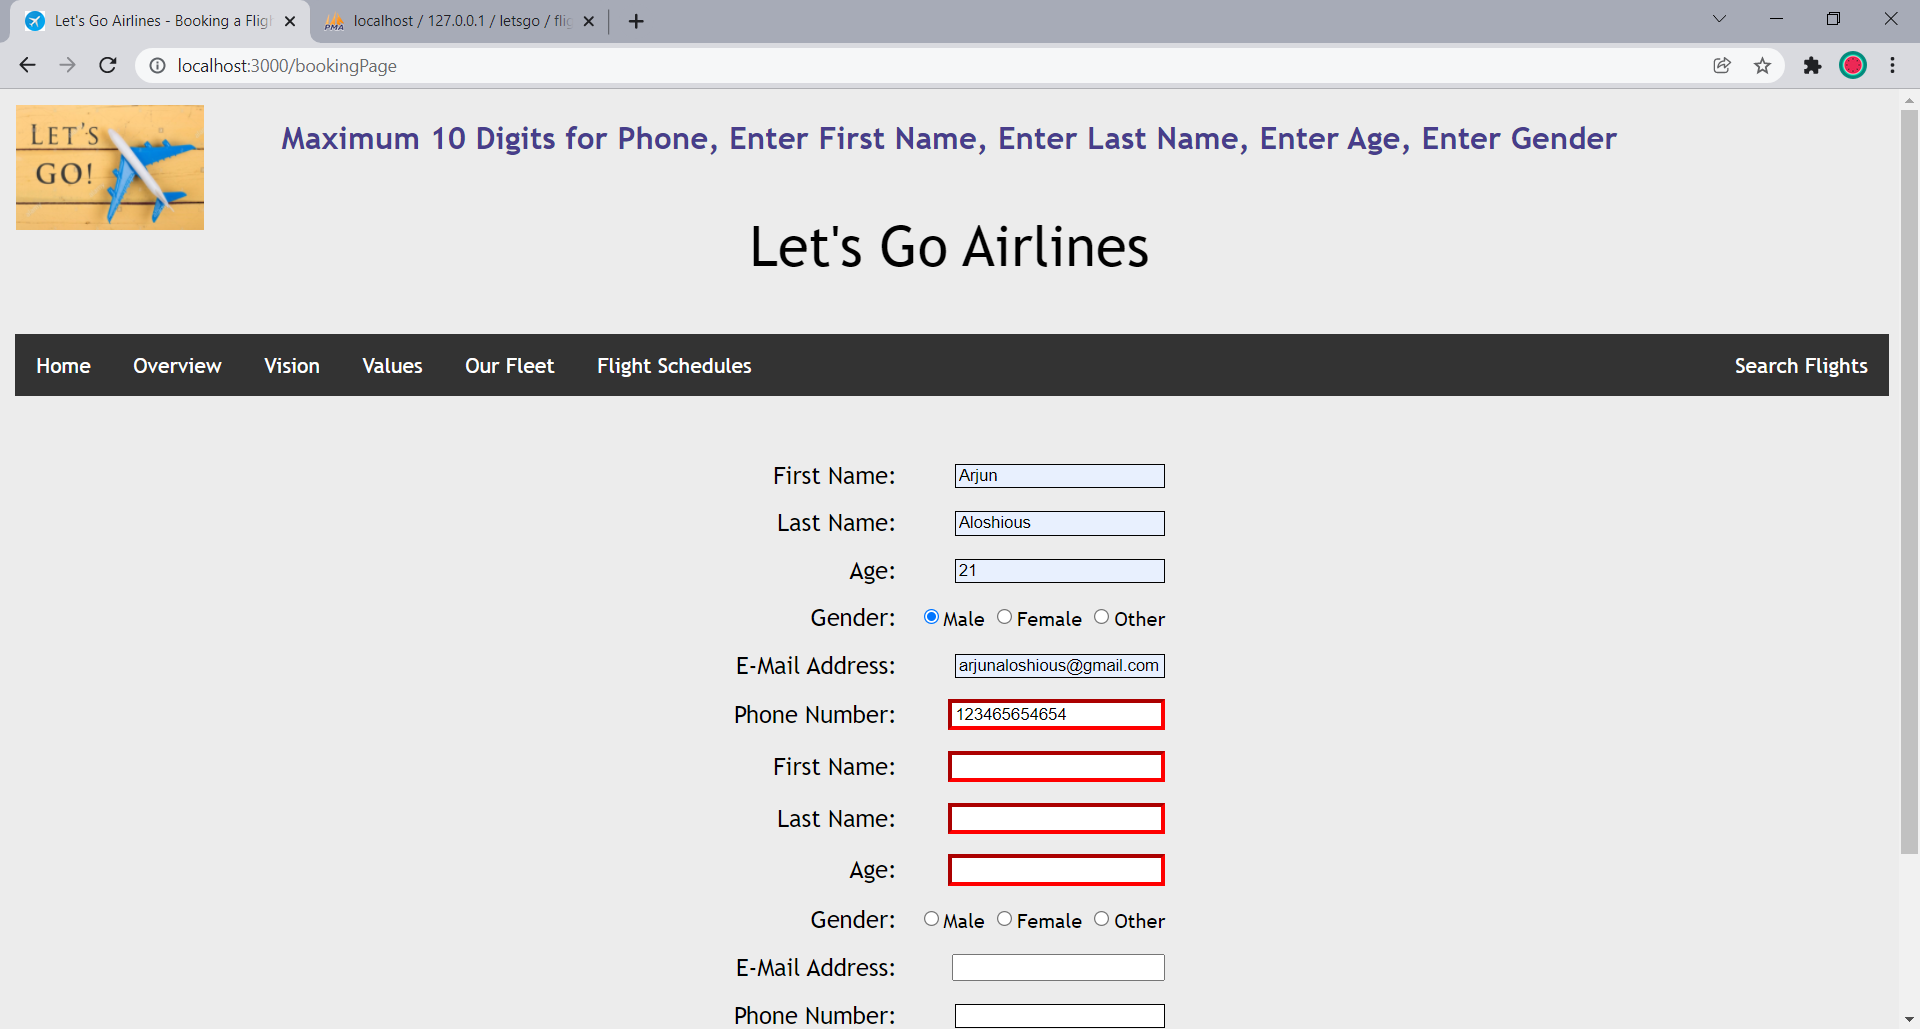 Let's Go Airlines - Booking a Fligh
localhost / 127.0.0.1 / letsgo / flig
localhost:3000/bookingPage
LET'S
GO!
Maximum 10 Digits for Phone, Enter First Name, Enter Last Name, Enter Age, Enter Gender
Let's Go Airlines
Home Overview Vision Values Our Fleet Flight Schedules Search Flights
First Name: Arjun
Last Name: Aloshious
Age: 21
Gender: Male Female Other
E-Mail Address: arjunaloshious@gmail.com
Phone Number: 123465654654
First Name:
Last Name:
Age:
Gender: Male Female Other
E-Mail Address:
Phone Number: